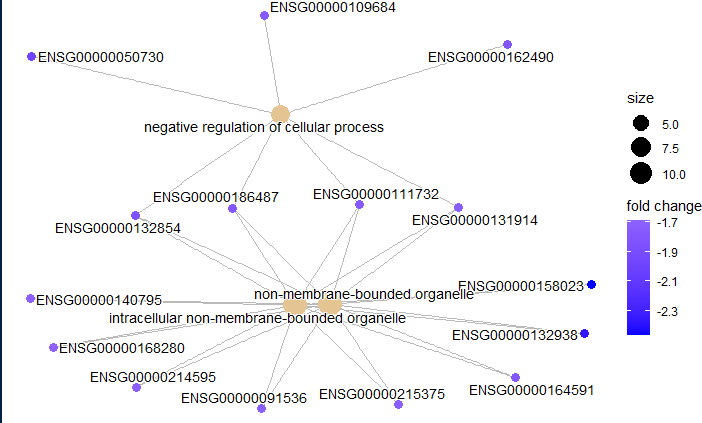 ENSG00000109684
ENSG00000050730
ENSG00000162490
negative regulation of cellular process
ENSG00000186487
ENSG00000111732
ENSG00000132854
ENSG00000131914
ENSG00000158023
non-membrane-bounded organelle
ENSG00000140795
intracellular non-membrane-bounded organelle
ENSG00000132938
ENSG00000168280
ENSG00000214595
ENSG00000091536
ENSG00000215375
ENSG00000164591
size
5.0
7.5
10.0
fold change
-1.7
-1.9
-2.1
-2.3